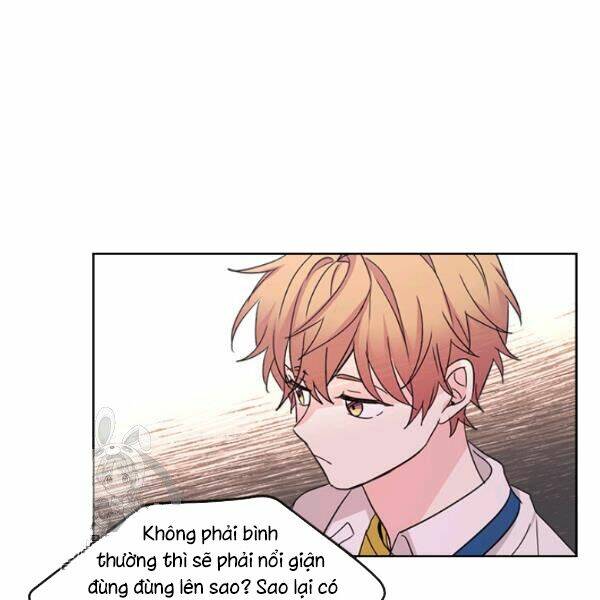 Không phải bình
thường thì sẽ phải nổi giận
đùng đùng lên sao? Sao lại có